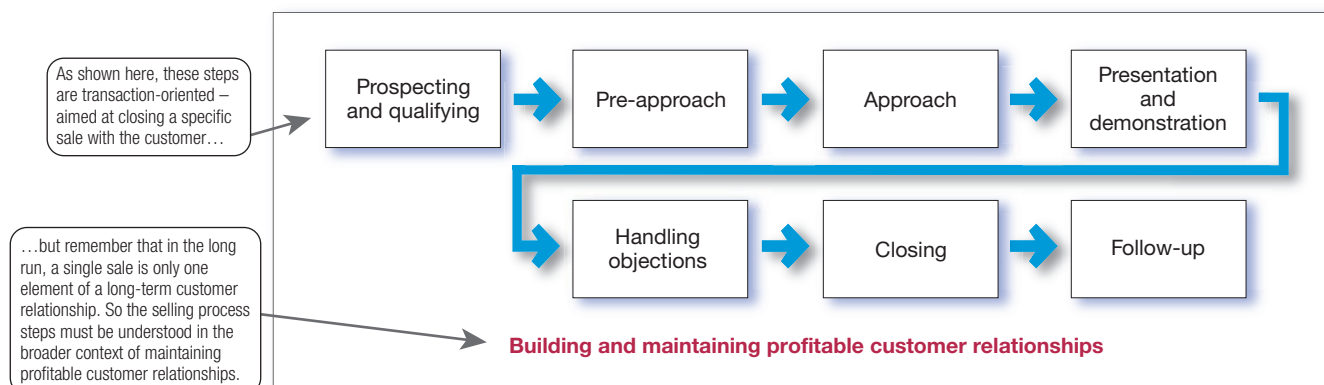 As shown here, these steps
are transaction-oriented –
aimed at closing a specific
sale with the customer…
Prospecting
and qualifying
Pre-approach
Approach
Presentation
and
demonstration
Handling
objections
Closing
Follow-up
…but remember that in the long
run, a single sale is only one
element of a long-term customer
relationship. So the selling process
steps must be understood in the
broader context of maintaining
profitable customer relationships.
Building and maintaining profitable customer relationships